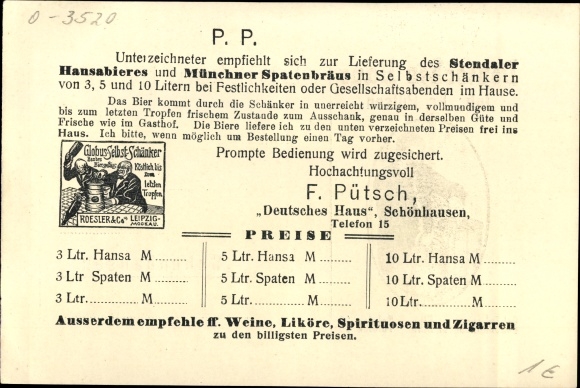 0-3520
P. P.
Unterzeichneter empfiehlt sich zur Lieferung des Stendaler
Hansabieres und Münchner Spatenbräus in Selbstschänkern
von 3, 5 und 10 Litern bei Festlichkeiten oder Gesellschaftsabenden im Hause.
Das Bier kommt durch die Schänker in unerreicht würzigem, vollmundigem und
bis zum letzten Tropfen frischem Zustande zum Ausschank, genau in derselben Güte und
Frische wie im Gasthof. Die Biere liefere ich zu den unten verzeichneten Preisen frei ins
Haus. Ich bitte, wenn möglich um Bestellung einen Tag vorher.
Globus-Selbst-Schänker
Köstlich bis
zum
letzten
Tropfen
ROESLER & Co LEIPZIG-
MOCKAU.
Prompte Bedienung wird zugesichert.
Hochachtungsvoll
F. Pütsch,
„Deutsches Haus“, Schönhausen,
Telefon 15
PREISE
3 Ltr. Hansa M........ 5 Ltr. Hansa M........ 10 Ltr. Hansa M........
3 Ltr Spaten M........ 5 Ltr. Spaten M........ 10 Ltr. Spaten M........
3 Ltr............ M........ 5 Ltr............ M........ 10 Ltr............ M........
Ausserdem empfehle ff. Weine, Liköre, Spirituosen und Zigarren
zu den billigsten Preisen.
1€